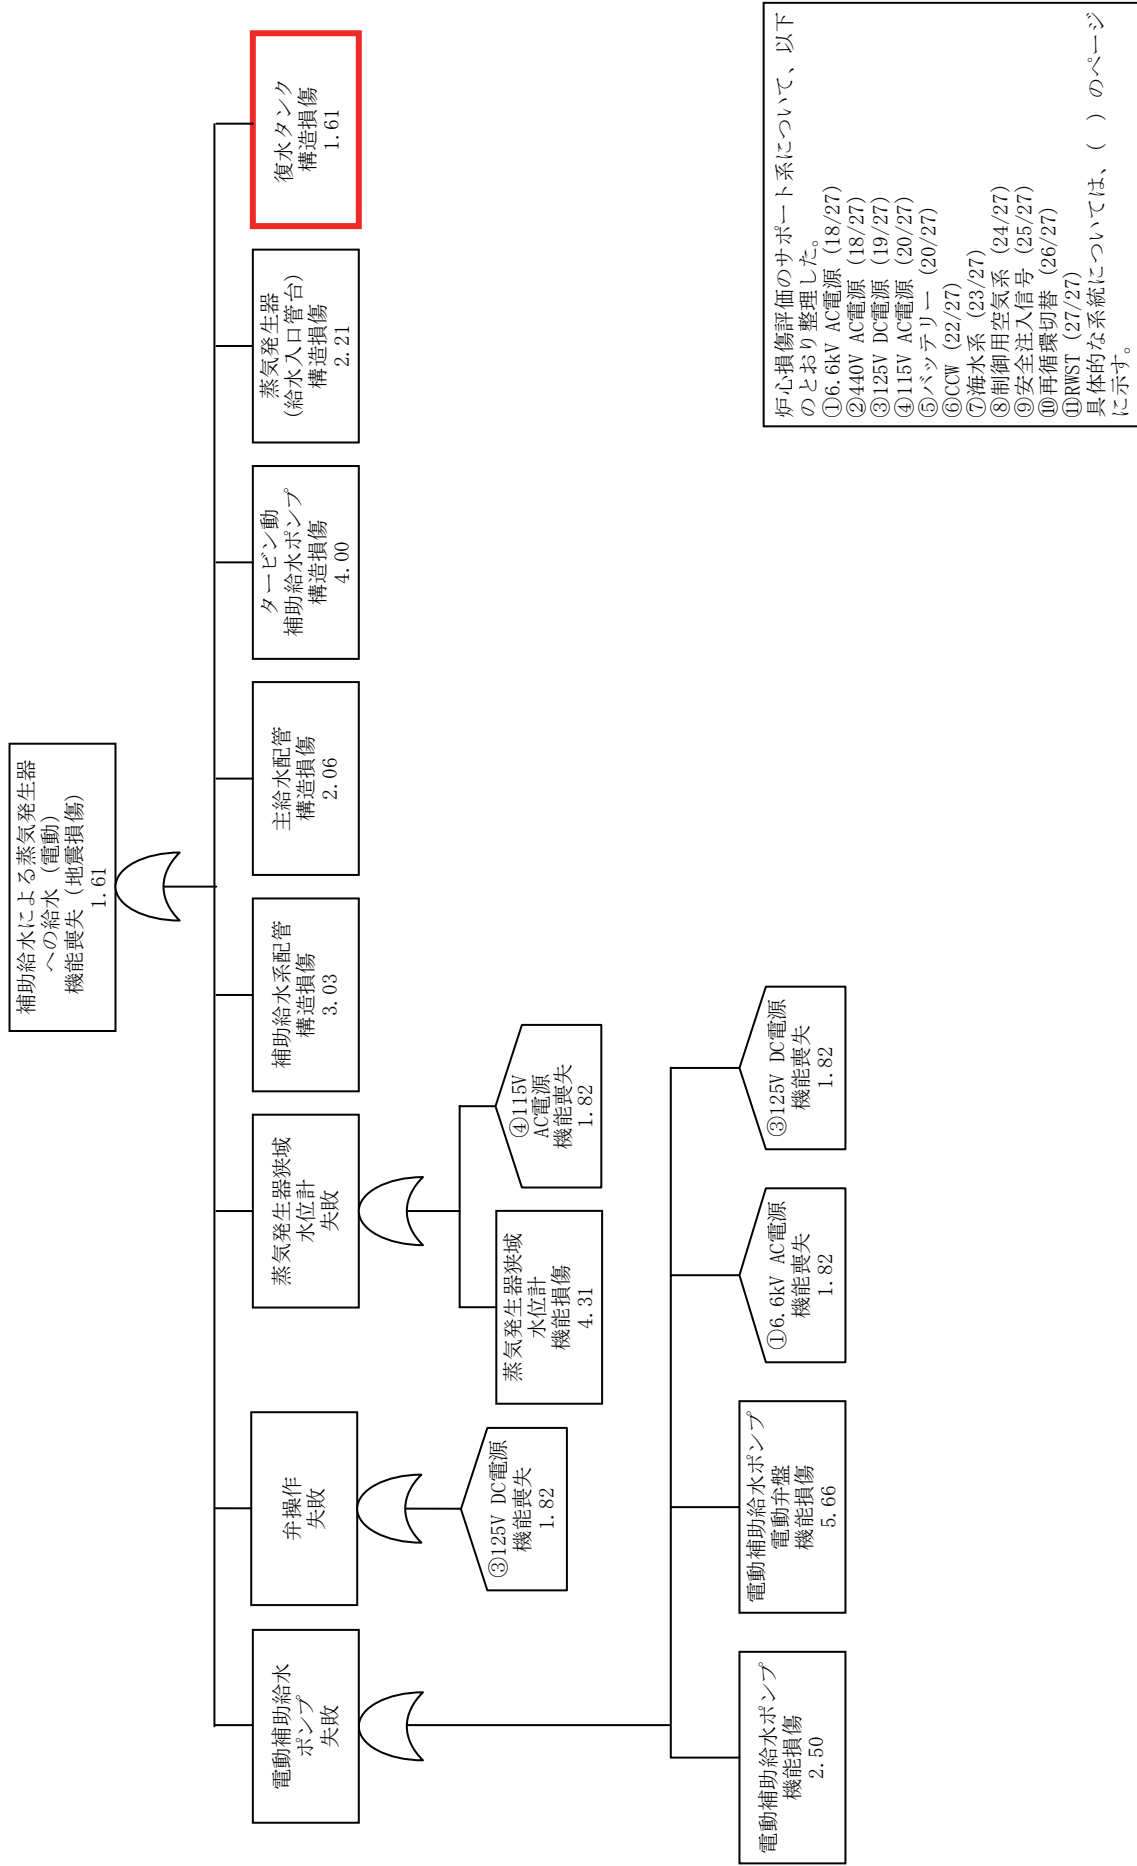 補助給水による蒸気発生器
への給水（電動）
機能喪失（地震損傷）
1.61
電動補助給水
ポンプ
失敗
弁操作
失敗
蒸気発生器狭域
水位計
失敗
補助給水系配管
構造損傷
3.03
主給水配管
構造損傷
2.06
タービン動
補助給水ポンプ
構造損傷
4.00
蒸気発生器
(給水入口管台)
構造損傷
2.21
復水タンク
構造損傷
1.61
③125V DC電源
機能喪失
1.82
蒸気発生器狭域
水位計
機能損傷
4.31
④115V
AC電源
機能喪失
1.82
電動補助給水ポンプ
機能損傷
2.50
電動補助給水ポンプ
電動弁盤
機能損傷
5.66
①6.6kV AC電源
機能喪失
1.82
③125V DC電源
機能喪失
1.82
炉心損傷評価のサポート系について、以下
のとおり整理した。
①6.6kV AC電源 (18/27)
②440V AC電源 (18/27)
③125V DC電源 (19/27)
④115V AC電源 (20/27)
⑤バッテリー (20/27)
⑥CCW (22/27)
⑦海水系 (23/27)
⑧制御用空気系 (24/27)
⑨安全注入信号 (25/27)
⑩再循環切替 (26/27)
⑪RWST (27/27)
具体的な系統については、( ) のページ
に示す。